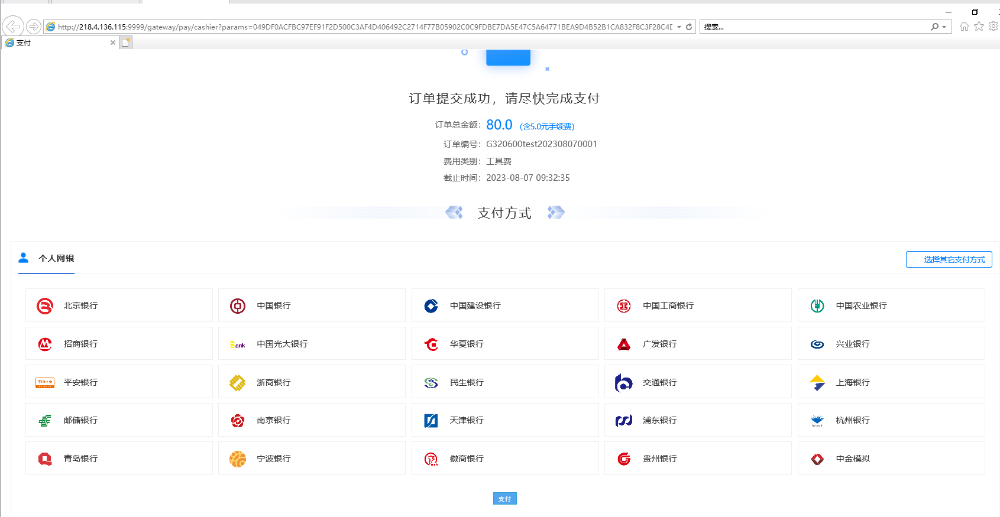 http://218.4.136.115:9999/gateway/pay/cashier?params=049DF0ACFBC97EF91F2D500C3AF4D406492C2714F77B05902C0C9FDBE7DA5E47C5A64771BEA9D4B52B1CA832F8C3F28C4D
搜索...
支付
订单提交成功，请尽快完成支付
订单总金额： 80.0 (含5.0元手续费)
订单编号： G320600test202308070001
费用类别： 工具费
截止时间： 2023-08-07 09:32:35
支付方式
个人网银
选择其它支付方式
北京银行 中国银行 中国建设银行 中国工商银行 中国农业银行
招商银行 Bank 中国光大银行 华夏银行 广发银行 兴业银行
平安银行 浙商银行 民生银行 交通银行 上海银行
邮储银行 南京银行 天津银行 浦东银行 杭州银行
青岛银行 宁波银行 徽商银行 贵州银行 中金模拟
支付